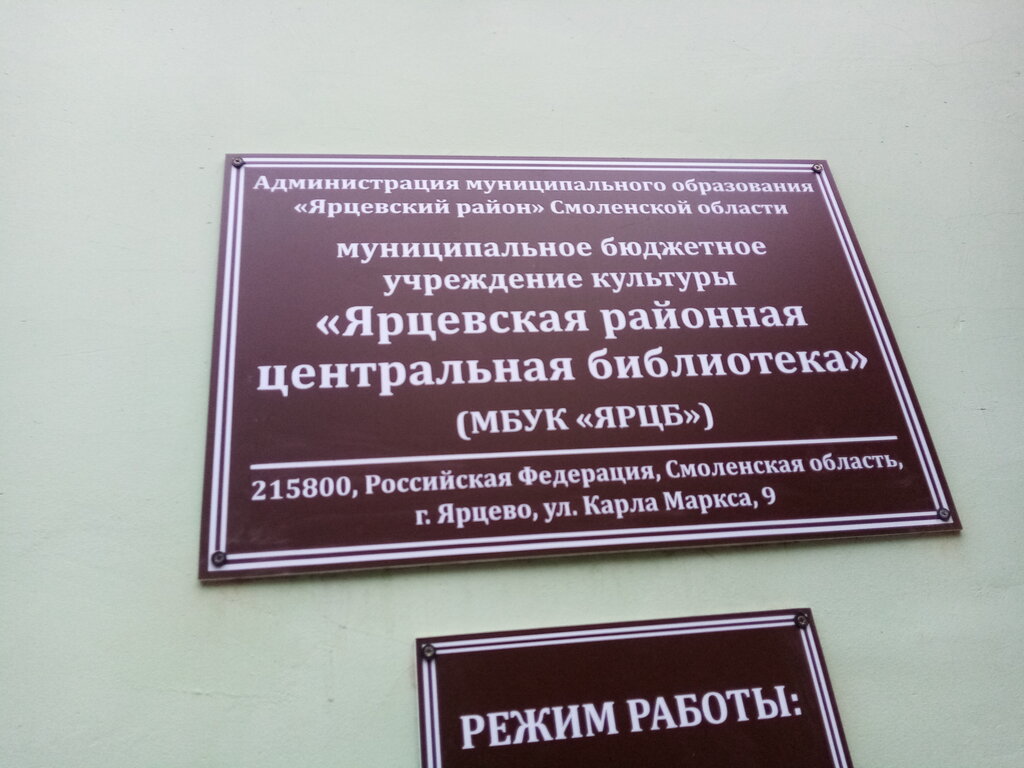 Администрация муниципального образования
«Ярцевский район» Смоленской области
муниципальное бюджетное
учреждение культуры
«Ярцевская районная
центральная библиотека»
(МБУК «ЯРЦБ»)
215800, Российская Федерация, Смоленская область,
г. Ярцево, ул. Карла Маркса, 9
РЕЖИМ РАБОТЫ: